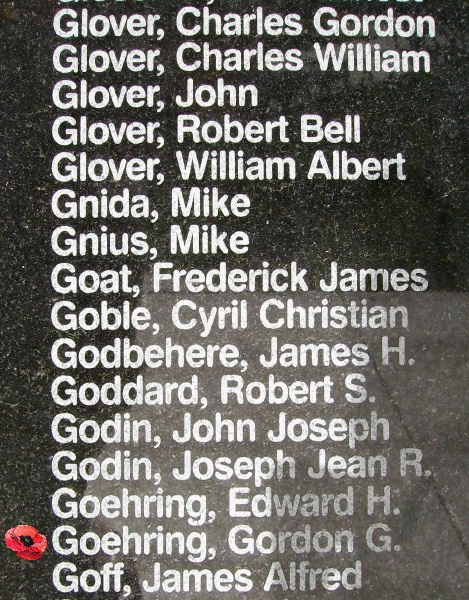 Glover, Charles Gordon
Glover, Charles William
Glover, John
Glover, Robert Bell
Glover, William Albert
Gnida, Mike
Gnius, Mike
Goat, Frederick James
Goble, Cyril Christian
Godbehere, James H.
Goddard, Robert S.
Godin, John Joseph
Godin, Joseph Jean R.
Goehring, Edward H.
Goehring, Gordon G.
Goff, James Alfred